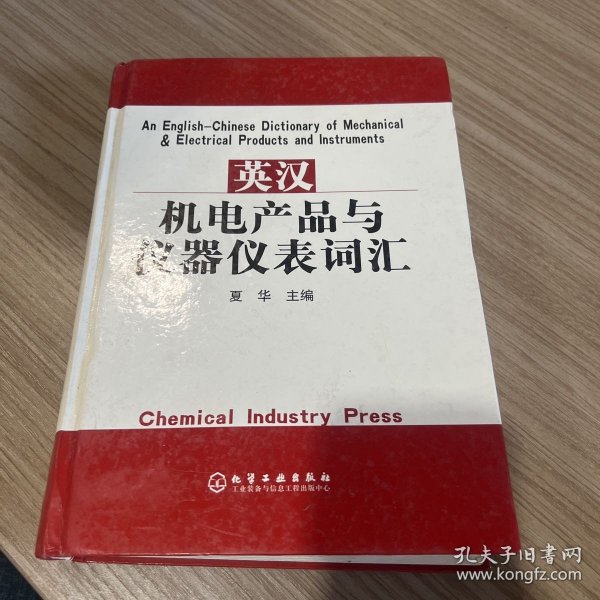 An English-Chinese Dictionary of Mechanical
& Electrical Products and Instruments
英汉
机电产品与
仪器仪表词汇
夏 华 主编
Chemical Industry Press
化学工业出版社
工业装备与信息工程出版中心
孔夫子旧书网
www.kongfz.com